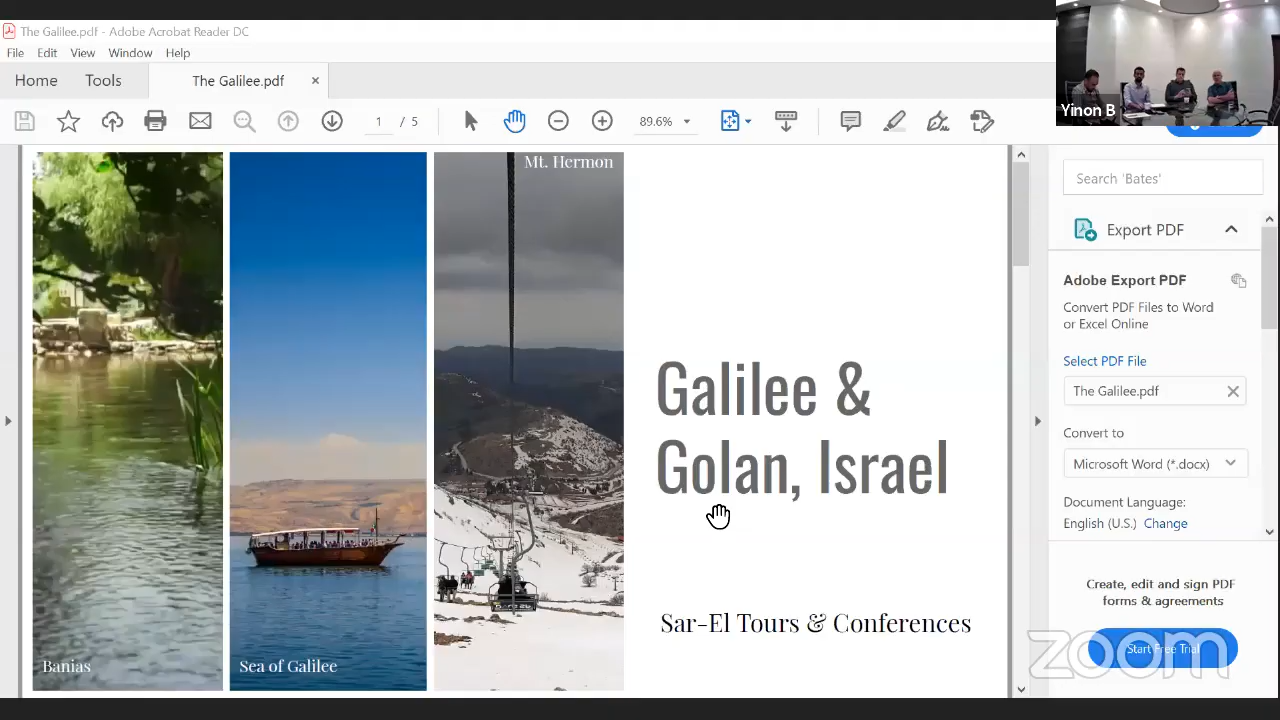 The Galilee.pdf - Adobe Acrobat Reader DC
File Edit View Window Help
Home Tools The Galilee.pdf ×
/ 5 89.6%
Yinon B
Mt. Hermon
Banias
Sea of Galilee
Galilee &
Golan, Israel
Sar-El Tours & Conferences
Search 'Bates'
Export PDF
Adobe Export PDF
Convert PDF Files to Word
or Excel Online
Select PDF File
The Galilee.pdf
Convert to
Microsoft Word (*.docx)
Document Language:
English (U.S.) Change
Create, edit and sign PDF
forms & agreements
Start Free Trial
zoom